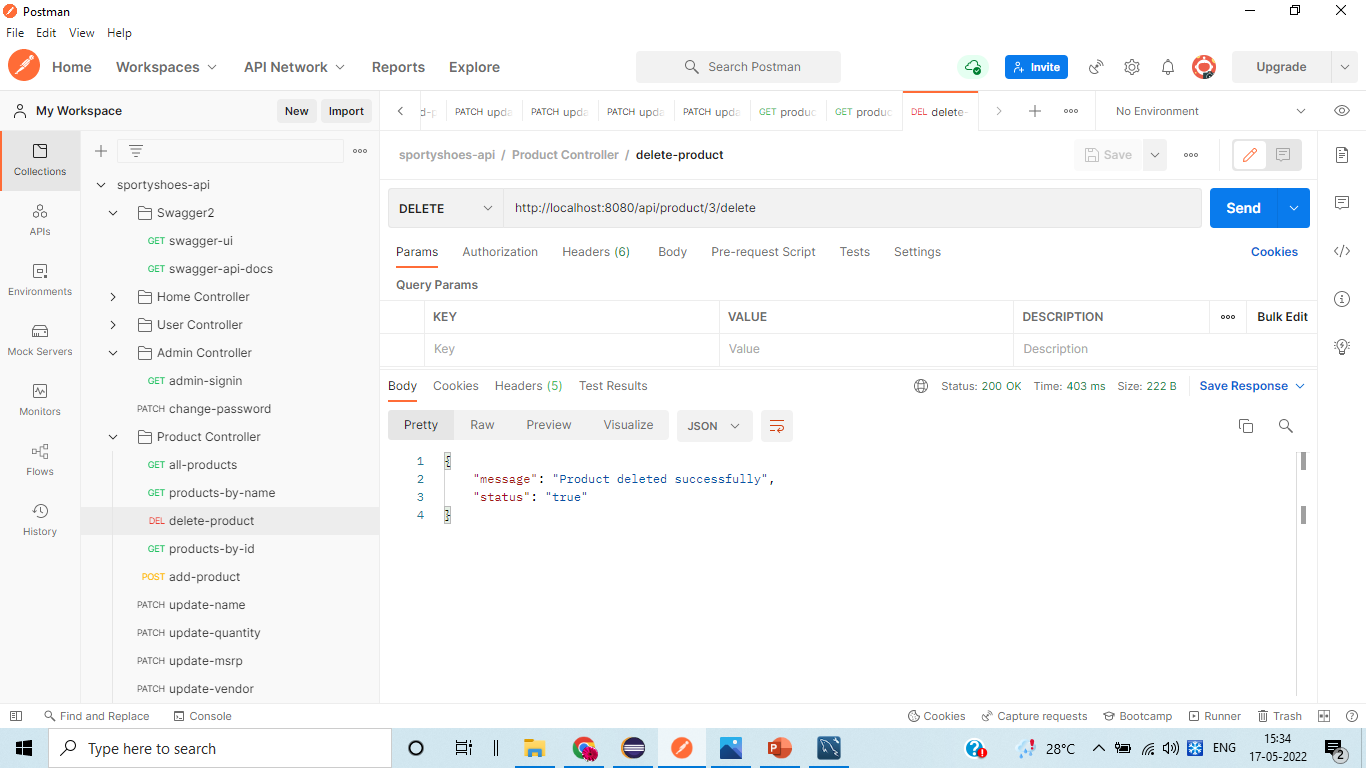 Postman
File Edit View Help
Home Workspaces API Network Reports Explore Search Postman Invite Upgrade
My Workspace New Import
PATCH upda PATCH upda PATCH upda PATCH upda GET produc GET produc DEL delete- No Environment
sportyshoes-api / Product Controller / delete-product Save
DELETE http://localhost:8080/api/product/3/delete Send
Params Authorization Headers (6) Body Pre-request Script Tests Settings Cookies
Query Params
KEY VALUE DESCRIPTION Bulk Edit
Key Value Description
Body Cookies Headers (5) Test Results Status: 200 OK Time: 403 ms Size: 222 B Save Response
Pretty Raw Preview Visualize JSON
1 {
2 "message": "Product deleted successfully",
3 "status": "true"
4 }
Collections
APIs
Environments
Mock Servers
Monitors
Flows
History
sportyshoes-api
Swagger2
GET swagger-ui
GET swagger-api-docs
Home Controller
User Controller
Admin Controller
GET admin-signin
PATCH change-password
Product Controller
GET all-products
GET products-by-name
DEL delete-product
GET products-by-id
POST add-product
PATCH update-name
PATCH update-quantity
PATCH update-msrp
PATCH update-vendor
Find and Replace Console Cookies Capture requests Bootcamp Runner Trash
Type here to search 28°C ENG 15:34
17-05-2022 2